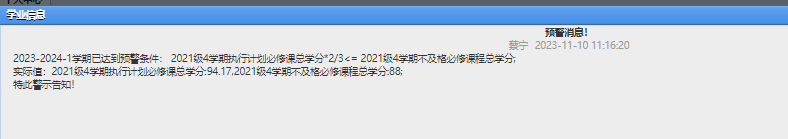 学业信息
预警消息！
蔡宁 2023-11-10 11:16:20
2023-2024-1学期已达到预警条件： 2021级4学期执行计划必修课总学分*2/3<= 2021级4学期不及格必修课程总学分;
实际值：2021级4学期执行计划必修课总学分:94.17,2021级4学期不及格必修课程总学分:88;
特此警示告知！